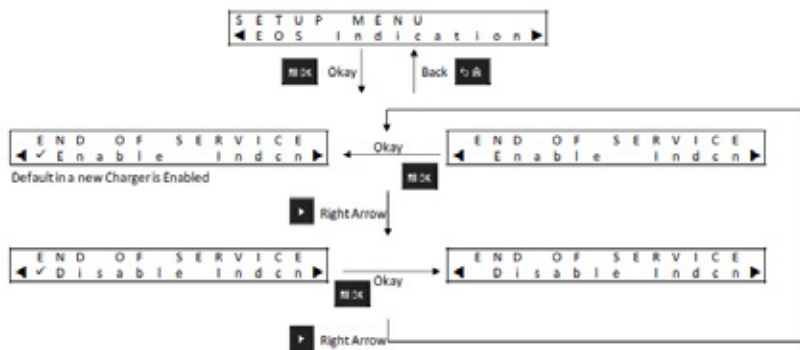 SETUP MENU
◀EOS Indication▶
Okay
Back
Okay
END OF SERVICE
◀✓Enable Indcn▶
END OF SERVICE
◀ Enable Indcn▶
Default in a new Charger is Enabled
Right Arrow
END OF SERVICE
◀✓Disable Indcn▶
END OF SERVICE
◀ Disable Indcn▶
Okay
Right Arrow